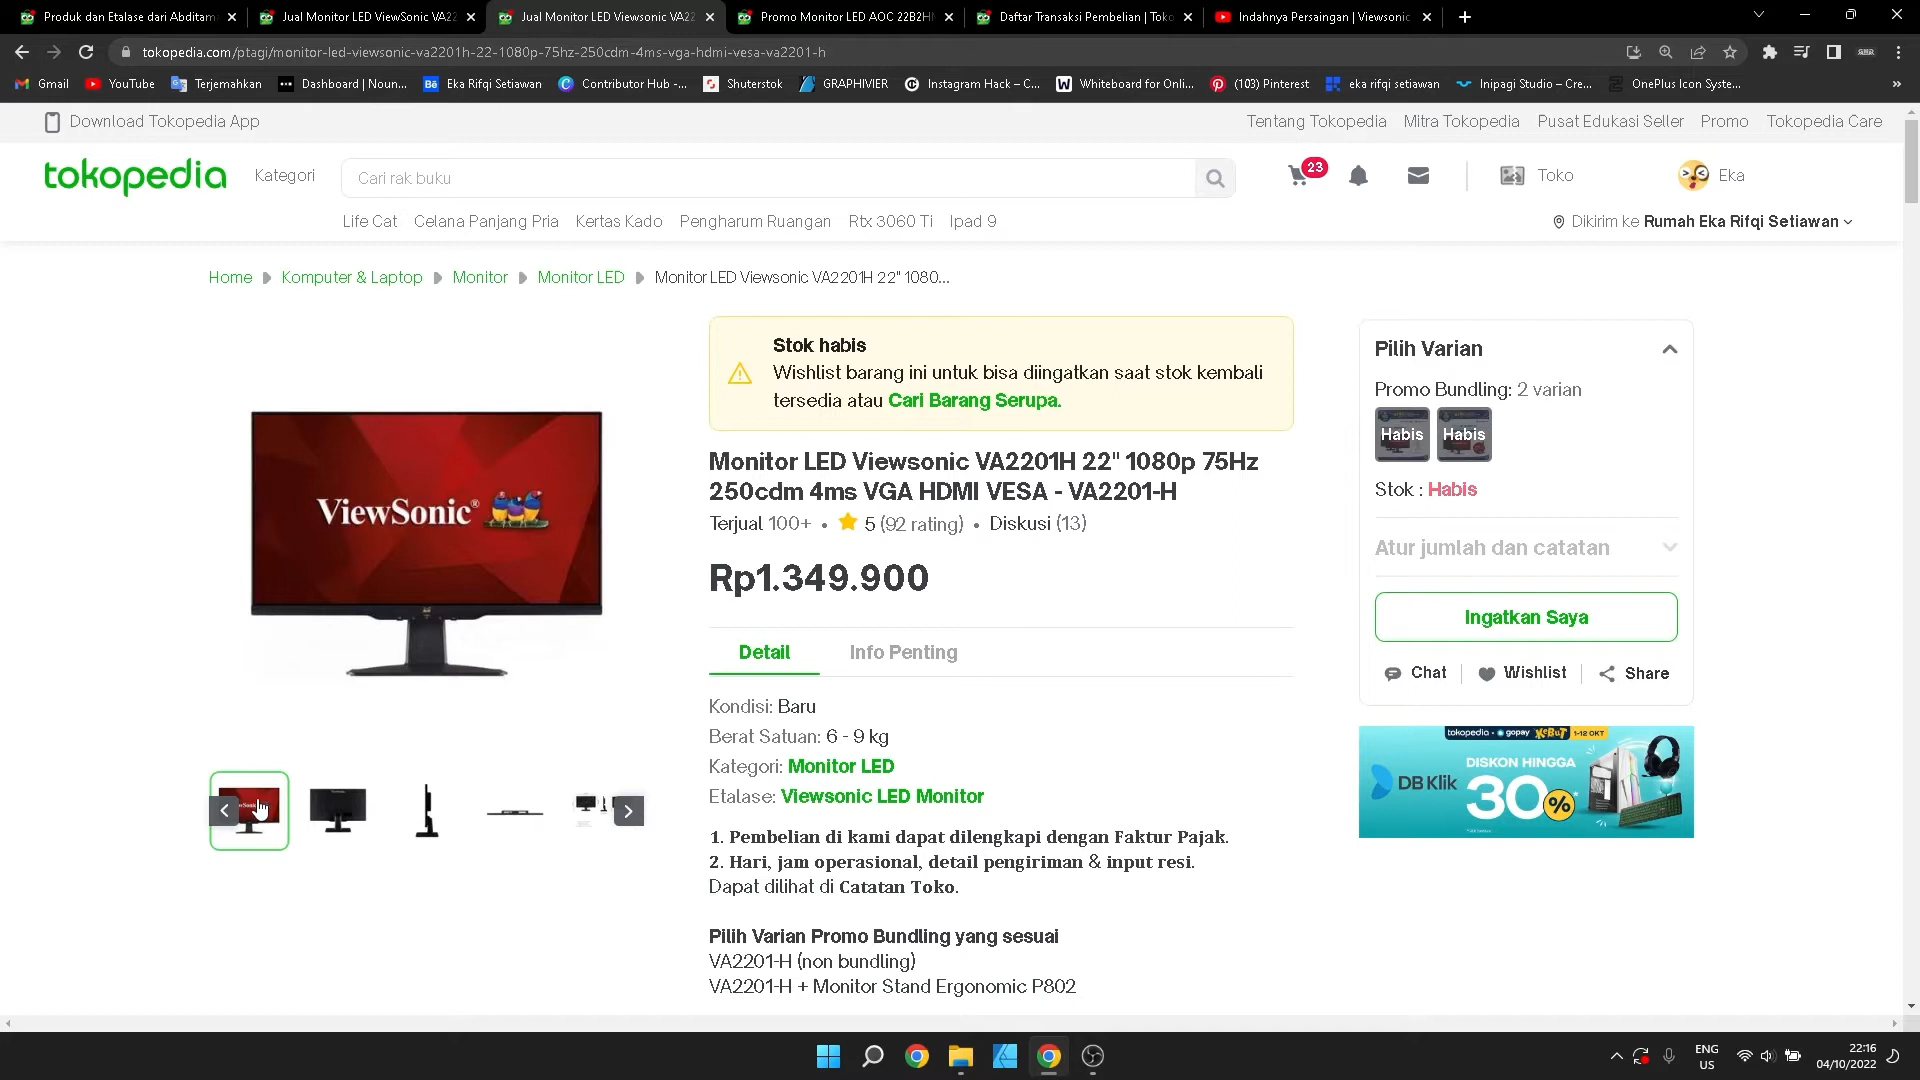 Produk dan Etalase dari Abditama
Jual Monitor LED ViewSonic VA22
Jual Monitor LED Viewsonic VA22
Promo Monitor LED AOC 22B2H
Daftar Transaksi Pembelian | Toko
Indahnya Persaingan | Viewsonic
tokopedia.com/ptagi/monitor-led-viewsonic-va2201h-22-1080p-75hz-250cdm-4ms-vga-hdmi-vesa-va2201-h
Gmail
YouTube
Terjemahkan
Dashboard | Noun...
Eka Rifqi Setiawan
Contributor Hub -...
Shuterstok
GRAPHIVIER
Instagram Hack – C...
Whiteboard for Onli...
(103) Pinterest
eka rifqi setiawan
Inipagi Studio – Cre...
OnePlus Icon Syste...
»
Download Tokopedia App
Tentang Tokopedia
Mitra Tokopedia
Pusat Edukasi Seller
Promo
Tokopedia Care
tokopedia
Kategori
Cari rak buku
23
Toko
Eka
Life Cat
Celana Panjang Pria
Kertas Kado
Pengharum Ruangan
Rtx 3060 Ti
Ipad 9
Dikirim ke Rumah Eka Rifqi Setiawan
Home
Komputer & Laptop
Monitor
Monitor LED
Monitor LED Viewsonic VA2201H 22" 1080...
ViewSonic®
Stok habis
Wishlist barang ini untuk bisa diingatkan saat stok kembali
tersedia atau Cari Barang Serupa.
Monitor LED Viewsonic VA2201H 22" 1080p 75Hz
250cdm 4ms VGA HDMI VESA - VA2201-H
Terjual 100+ • 5 (92 rating) • Diskusi (13)
Rp1.349.900
Detail
Info Penting
Kondisi: Baru
Berat Satuan: 6 - 9 kg
Kategori: Monitor LED
Etalase: Viewsonic LED Monitor
1. Pembelian di kami dapat dilengkapi dengan Faktur Pajak.
2. Hari, jam operasional, detail pengiriman & input resi.
Dapat dilihat di Catatan Toko.
Pilih Varian Promo Bundling yang sesuai
VA2201-H (non bundling)
VA2201-H + Monitor Stand Ergonomic P802
Pilih Varian
Promo Bundling: 2 varian
Habis
Habis
Stok : Habis
Atur jumlah dan catatan
Ingatkan Saya
Chat
Wishlist
Share
tokopedia • gopay KeBUT 1-12 OKT
DB Klik
DISKON HINGGA
30%
ENG
US
22:16
04/10/2022